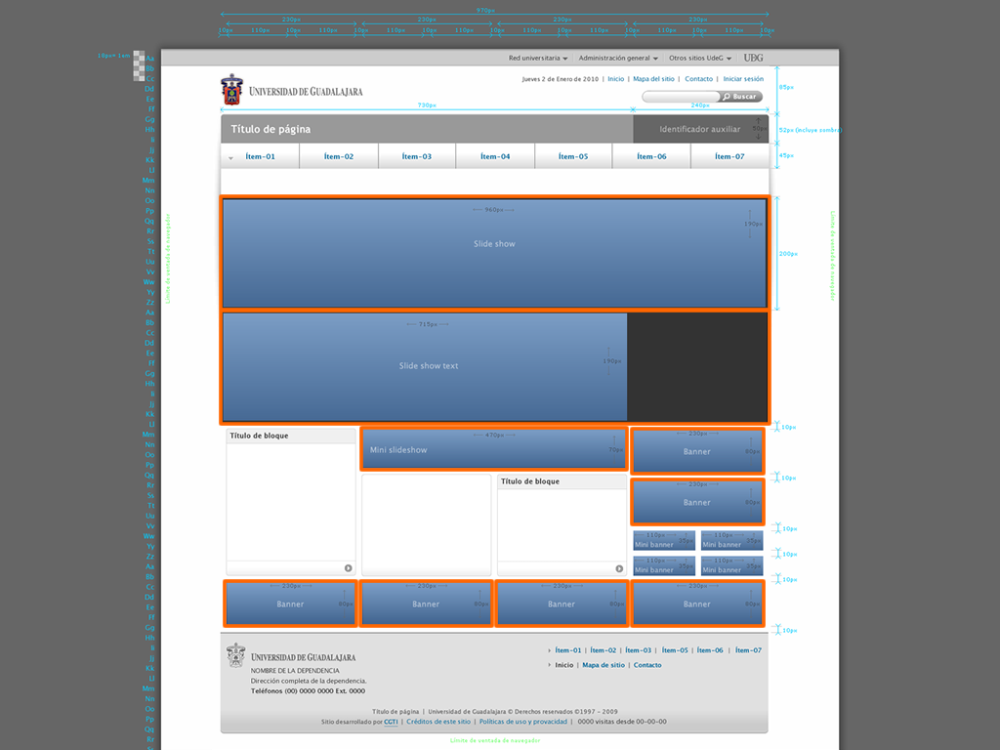 970px
230px 230px 230px 230px
10px 110px 110px 10px 110px 110px 10px 110px 110px 10px 110px 110px 10px
Red universitaria Administración general Otros sitios UdeG UDG
Jueves 2 de Enero de 2010 | Inicio | Mapa del sitio | Contacto | Iniciar sesión
UNIVERSIDAD DE GUADALAJARA
Buscar
85px
730px 240px
Título de página
Identificador auxiliar 50px
52px (incluye sombra)
Ítem-01 Ítem-02 Ítem-03 Ítem-04 Ítem-05 Ítem-06 Ítem-07
45px
960px
190px
Slide show
200px
Límite de ventada de navegador
Límite de ventada de navegador
715px
190px
Slide show text
10px
Título de bloque
470px
Mini slideshow 70px
230px
Banner 80px
10px
Título de bloque
230px
Banner 80px
10px
110px 110px
Mini banner 35px Mini banner 35px
10px
110px 110px
Mini banner 35px Mini banner 35px
10px
230px 230px 230px 230px
Banner 80px Banner 80px Banner 80px Banner 80px
10px
UNIVERSIDAD DE GUADALAJARA
NOMBRE DE LA DEPENDENCIA
Dirección completa de la dependencia.
Teléfonos (00) 0000 0000 Ext. 0000
Ítem-01 | Ítem-02 | Ítem-03 | Ítem-05 | Ítem-06 | Ítem-07
Inicio | Mapa de sitio | Contacto
Título de página | Universidad de Guadalajara © Derechos reservados ©1997 - 2009
Sitio desarrollado por CGTI | Créditos de este sitio | Políticas de uso y provacidad | 0000 visitas desde 00-00-00
Límite de ventada de navegador
Aa
Bb
Cc
Dd
Ee
Ff
Gg
Hh
Ii
Jj
Kk
Ll
Mm
Nn
Oo
Pp
Qq
Rr
Ss
Tt
Uu
Vv
Ww
Yy
Zz
Aa
Bb
Cc
Dd
Ee
Ff
Gg
Hh
Ii
Jj
Kk
Ll
Mm
Nn
Oo
Pp
Qq
Rr
Ss
Tt
Uu
Vv
Ww
Yy
Zz
Aa
Bb
Cc
Dd
Ee
Ff
Gg
Hh
Ii
Jj
Kk
Ll
Mm
Nn
Oo
Pp
Qq
Rr